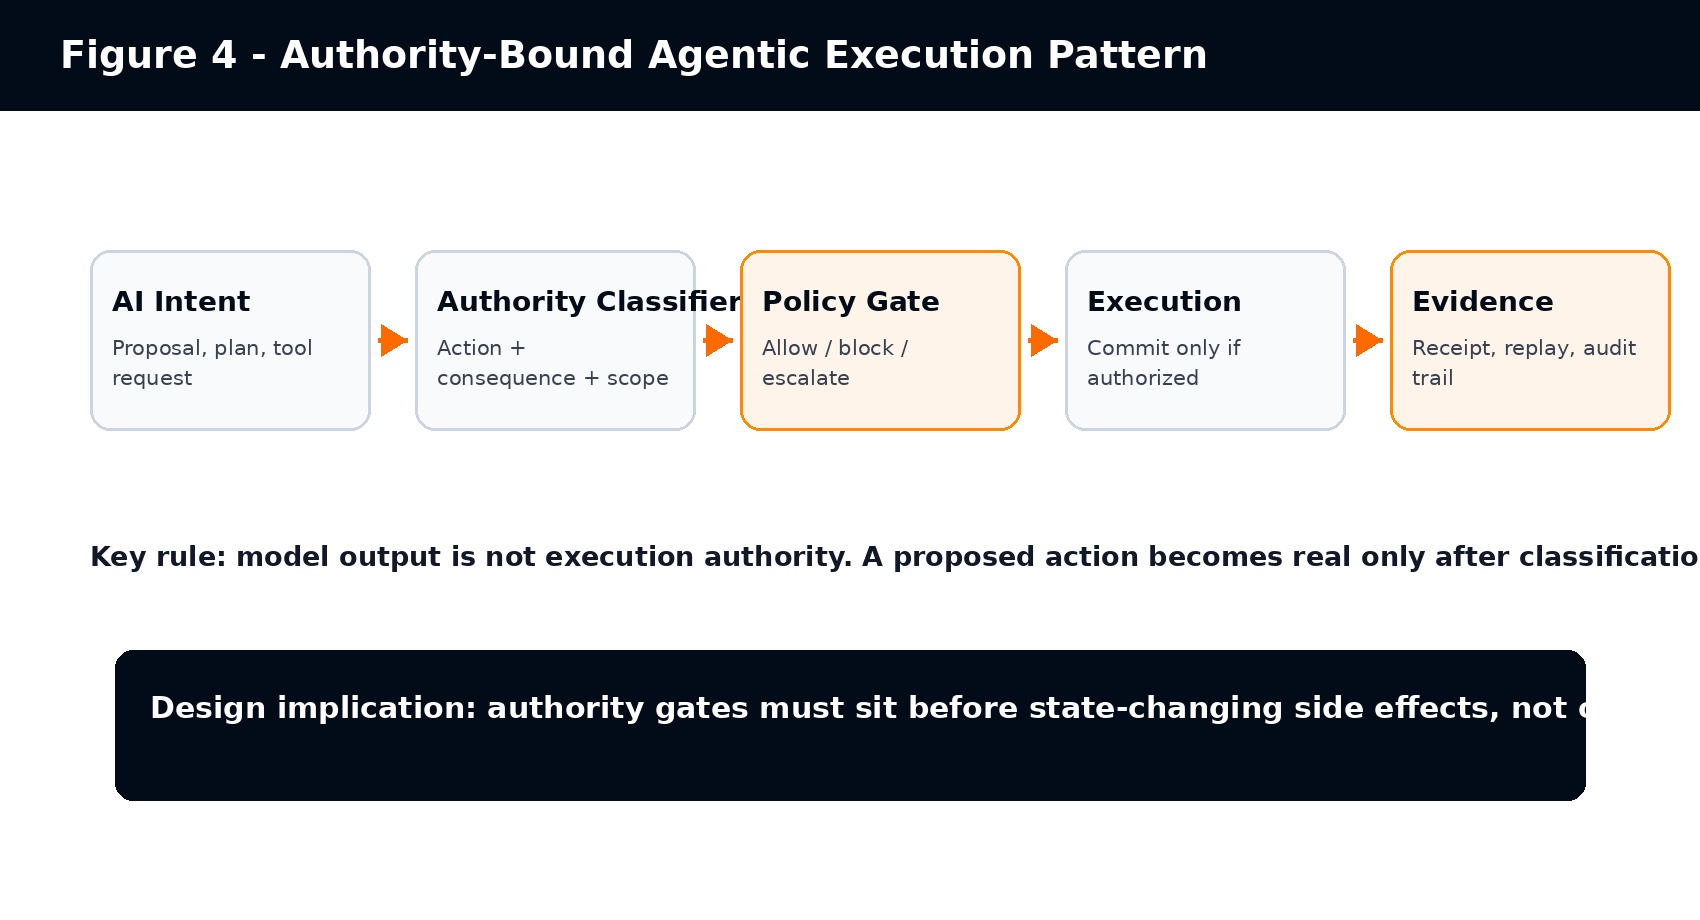 Figure 4 - Authority-Bound Agentic Execution Pattern
AI Intent
Proposal, plan, tool
request
Authority Classifier
Action +
consequence + scope
Policy Gate
Allow / block /
escalate
Execution
Commit only if
authorized
Evidence
Receipt, replay, audit
trail
Key rule: model output is not execution authority. A proposed action becomes real only after classificatio
Design implication: authority gates must sit before state-changing side effects, not